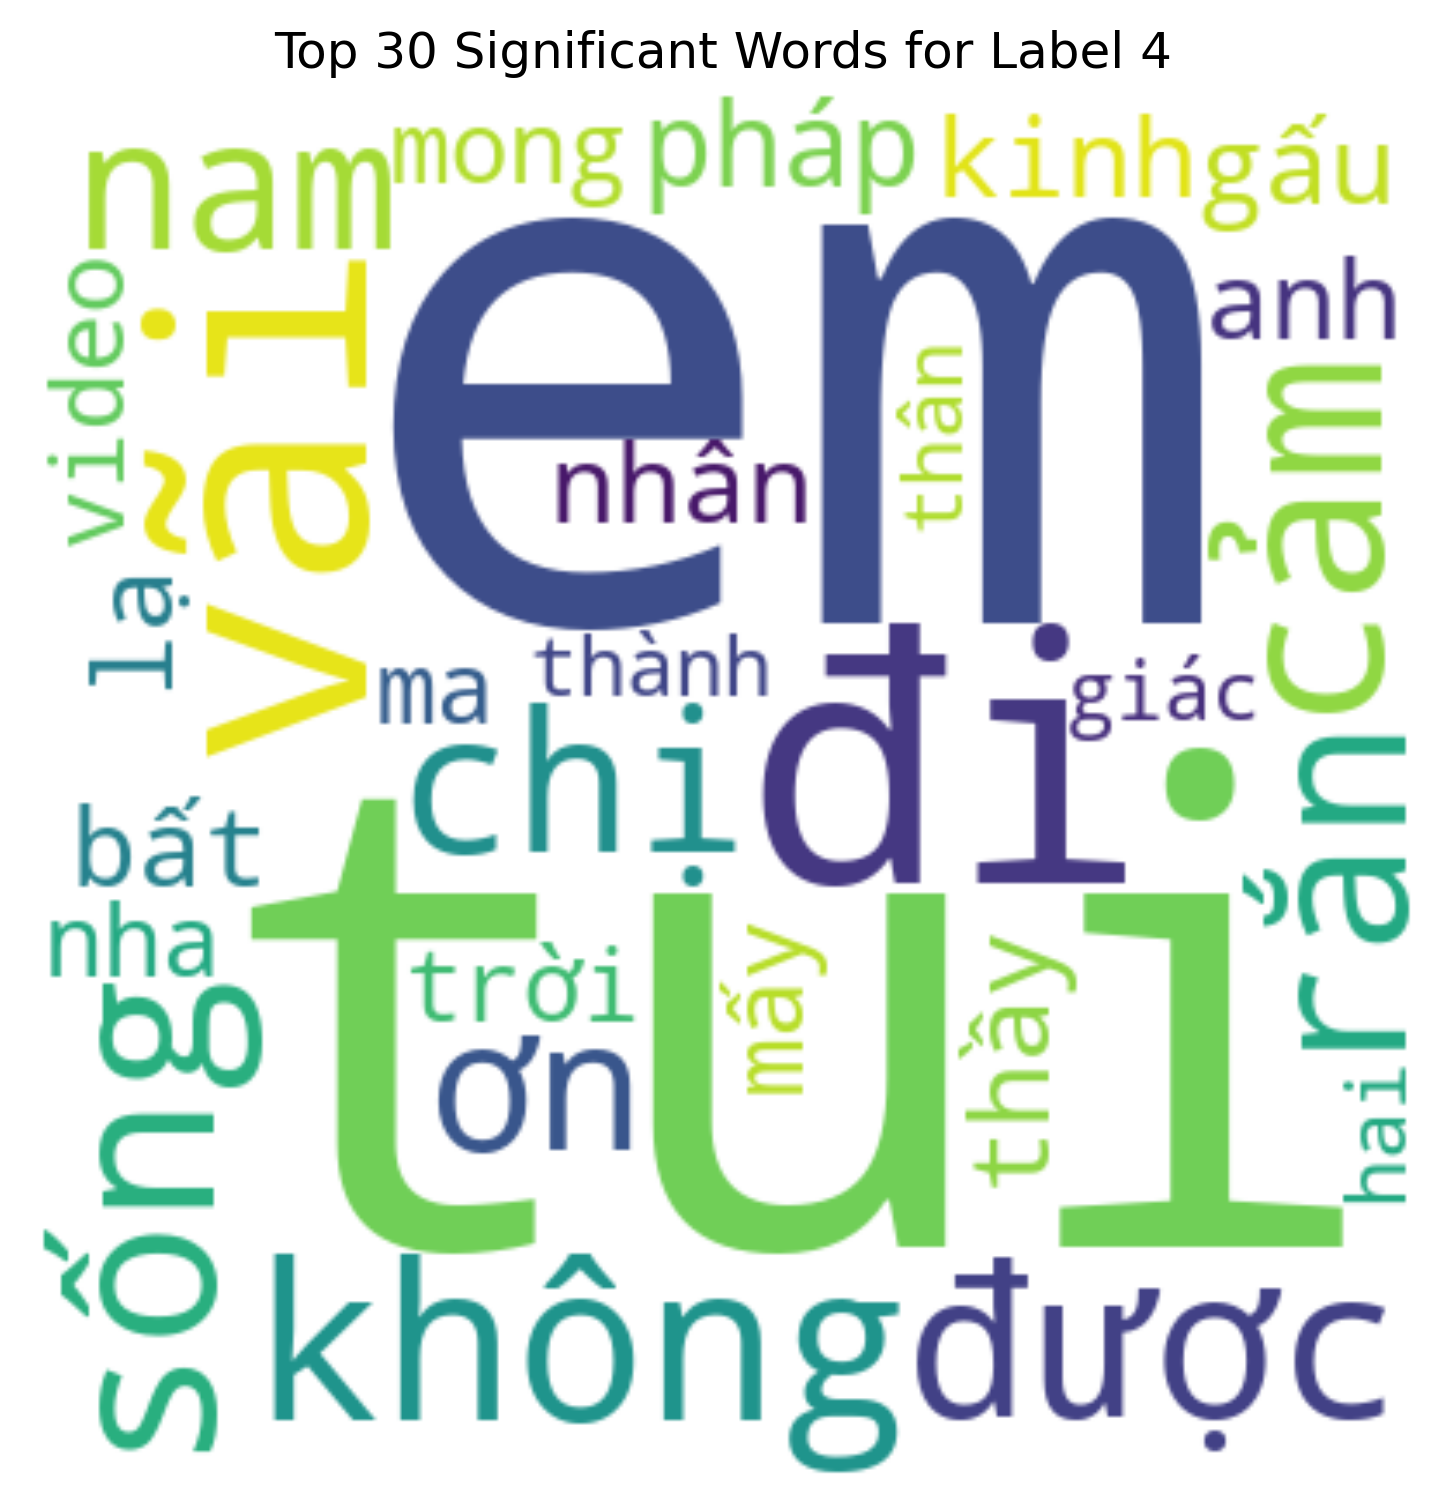 Top 30 Significant Words for Label 4
nam
mong
pháp
kinh
gấu
video
vãi
em
anh
thân
nhân
cảm
lạ
ma
thành
đi
giác
chị
bất
nha
tui
rắn
trời
mấy
thầy
ơn
hai
sống
không
được